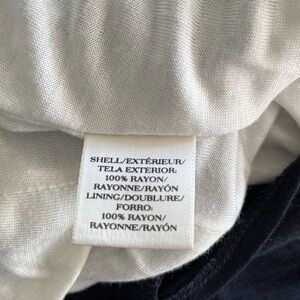 SHELL/EXTÉRIEUR/
TELA EXTERIOR:
100% RAYON/
RAYONNE/RAYÓN
LINING/DOUBLURE/
FORRO:
100% RAYON/
RAYONNE/RAYÓN